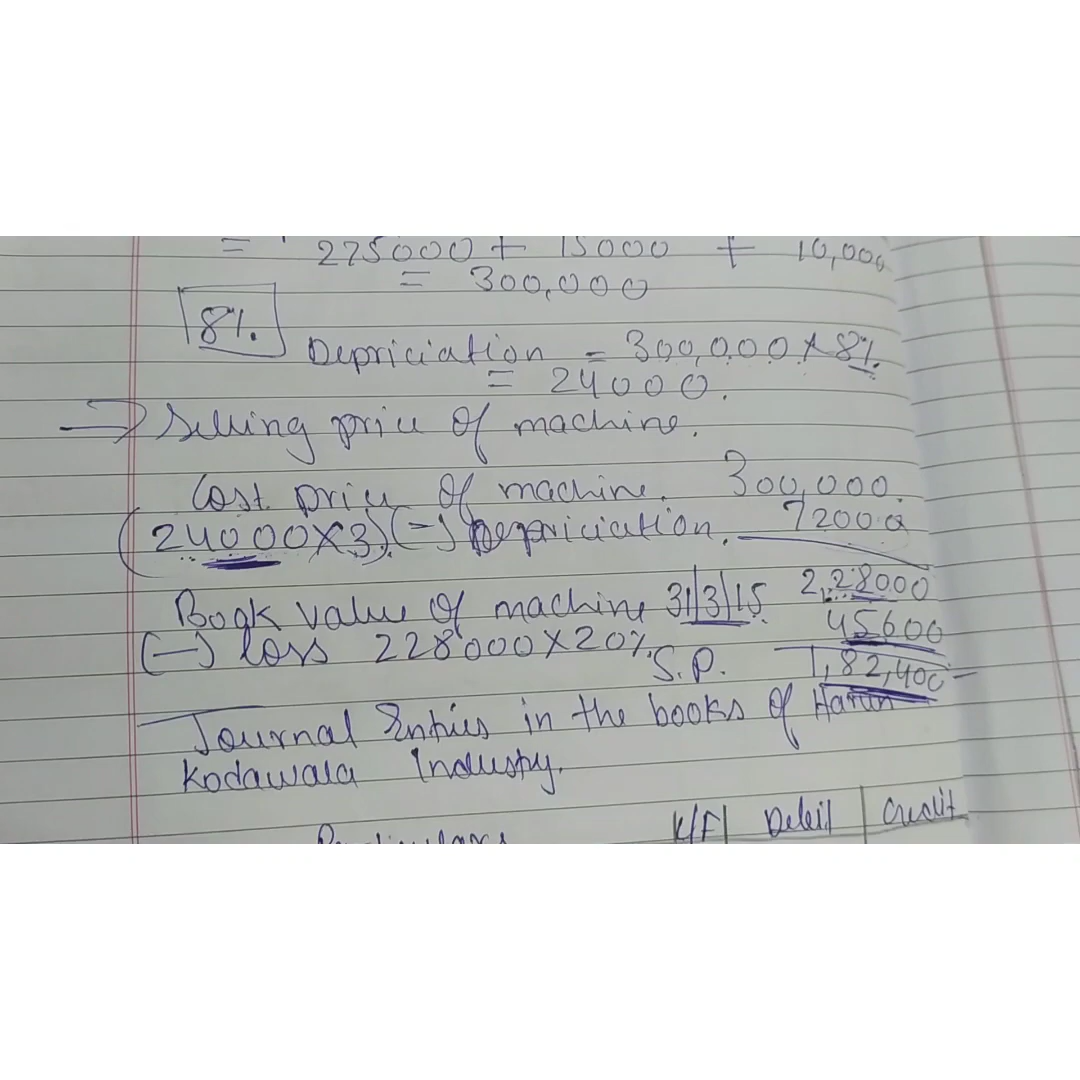 = 275000 + 15000 + 10,000
= 300,000
8%.
Depriciation = 300,000 × 8%.
= 24000.
⇒ Selling price of machine.
Cost price of machine. 300,000.
(24000×3) (-) Depriciation. 72000
Book value of machine 31/3/15 2,28000
(-) loss 228000×20% 45600
S.P. 1,82,400
Journal Entries in the books of
Kodawala Industry.
Debit Credit